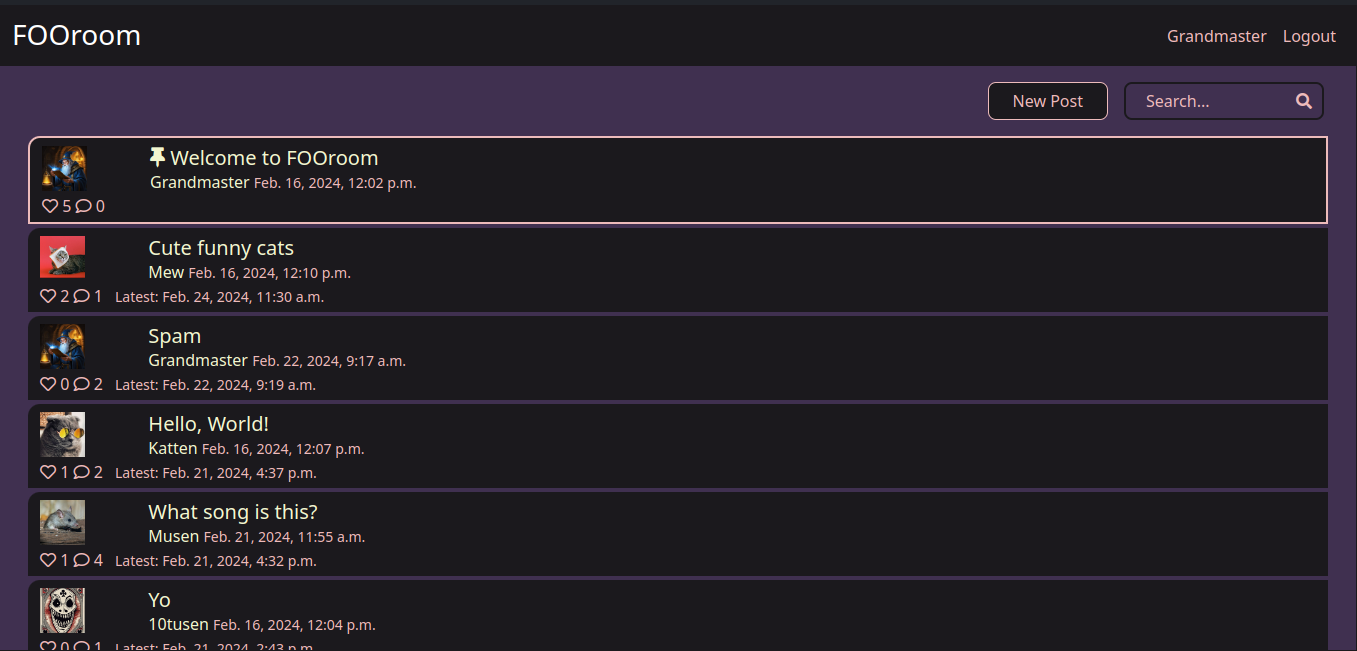 FOOroom
Grandmaster Logout
New Post Search...
Welcome to FOOroom
Grandmaster Feb. 16, 2024, 12:02 p.m.
5 0
Cute funny cats
Mew Feb. 16, 2024, 12:10 p.m.
2 1 Latest: Feb. 24, 2024, 11:30 a.m.
Spam
Grandmaster Feb. 22, 2024, 9:17 a.m.
0 2 Latest: Feb. 22, 2024, 9:19 a.m.
Hello, World!
Katten Feb. 16, 2024, 12:07 p.m.
1 2 Latest: Feb. 21, 2024, 4:37 p.m.
What song is this?
Musen Feb. 21, 2024, 11:55 a.m.
1 4 Latest: Feb. 21, 2024, 4:32 p.m.
Yo
10tusen Feb. 16, 2024, 12:04 p.m.
0 1 Latest: Feb. 21, 2024, 2:43 p.m.